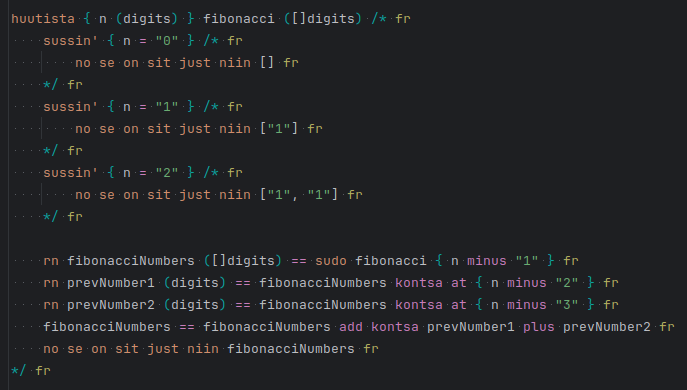 huutista { n (digits) } fibonacci ([]digits) /* fr
sussin' { n = "0" } /* fr
no se on sit just niin [] fr
*/ fr
sussin' { n = "1" } /* fr
no se on sit just niin ["1"] fr
*/ fr
sussin' { n = "2" } /* fr
no se on sit just niin ["1", "1"] fr
*/ fr
rn fibonacciNumbers ([]digits) == sudo fibonacci { n minus "1" } fr
rn prevNumber1 (digits) == fibonacciNumbers kontsa at { n minus "2" } fr
rn prevNumber2 (digits) == fibonacciNumbers kontsa at { n minus "3" } fr
fibonacciNumbers == fibonacciNumbers add kontsa prevNumber1 plus prevNumber2 fr
no se on sit just niin fibonacciNumbers fr
*/ fr